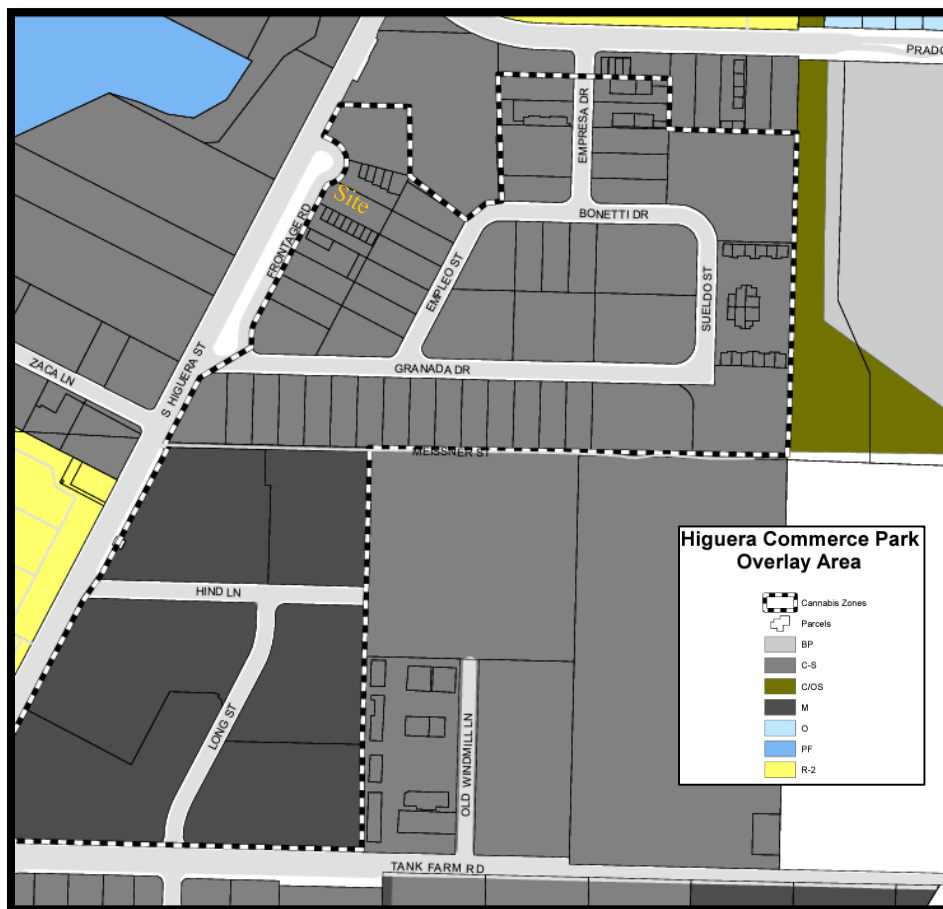 PRADO
EMPRESA DR
Site
FRONTAGE RD
BONETTI DR
EMPLEO ST
SUELDO ST
S HIGUERA ST
ZACA LN
GRANADA DR
MEISSNER ST
Higuera Commerce Park
Overlay Area
Cannabis Zones
Parcels
BP
C-S
C/OS
M
O
PF
R-2
HIND LN
LONG ST
OLD WINDMILL LN
TANK FARM RD